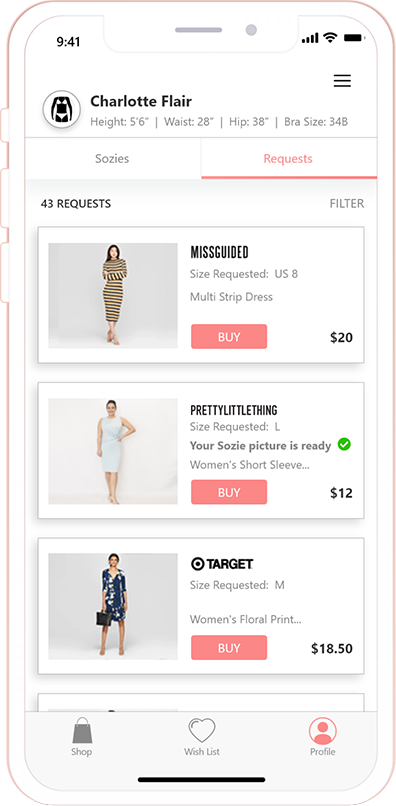 9:41
Charlotte Flair
Height: 5'6" | Waist: 28" | Hip: 38" | Bra Size: 34B
Sozies
Requests
43 REQUESTS
FILTER
MISSGUIDED
Size Requested: US 8
Multi Strip Dress
BUY
$20
PRETTYLITTLETHING
Size Requested: L
Your Sozie picture is ready
Women's Short Sleeve...
BUY
$12
TARGET
Size Requested: M
Women's Floral Print...
BUY
$18.50
Shop
Wish List
Profile